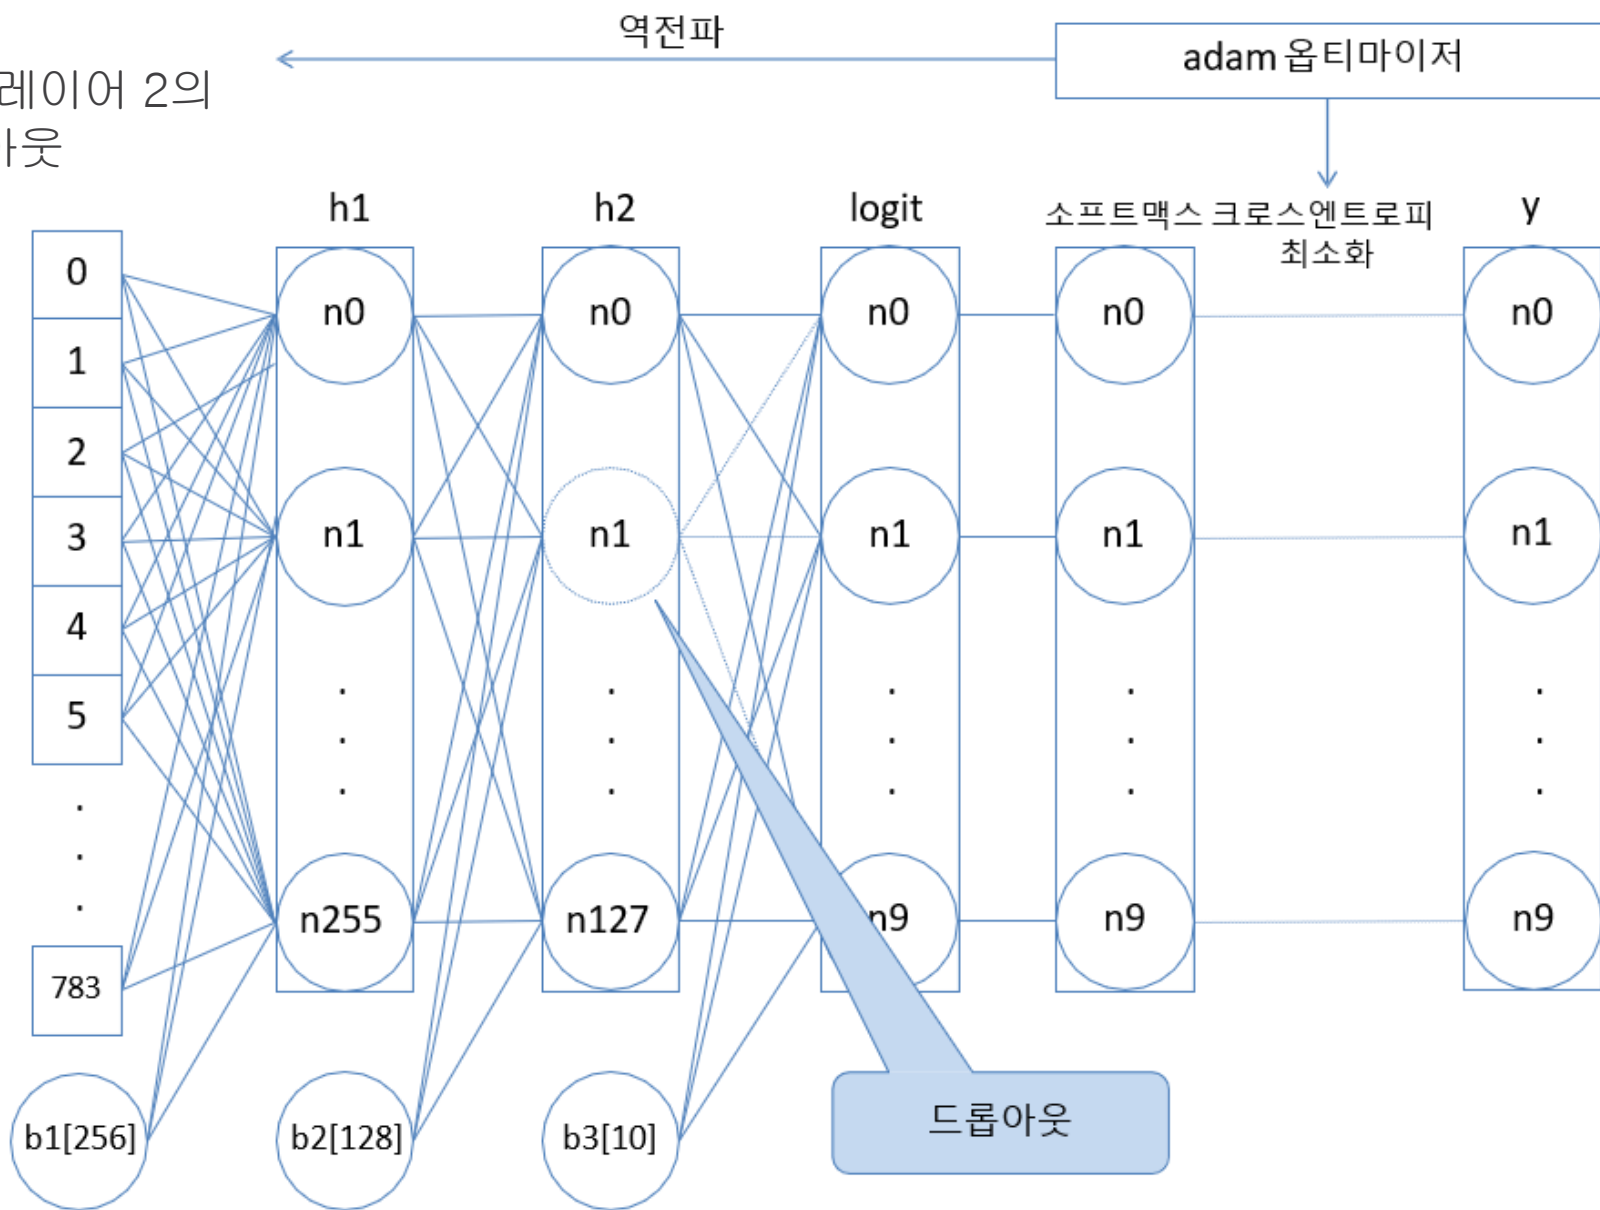 역전파
adam 옵티마이저
레이어 2의
아웃
h1
h2
logit
소프트맥스 크로스엔트로피
최소화
y
0
1
2
3
4
5
.
.
.
783
n0
n1
.
.
.
n255
n0
n1
.
.
.
n127
n0
n1
.
.
.
n9
n0
n1
.
.
.
n9
n0
n1
.
.
.
n9
b1[256]
b2[128]
b3[10]
드롭아웃